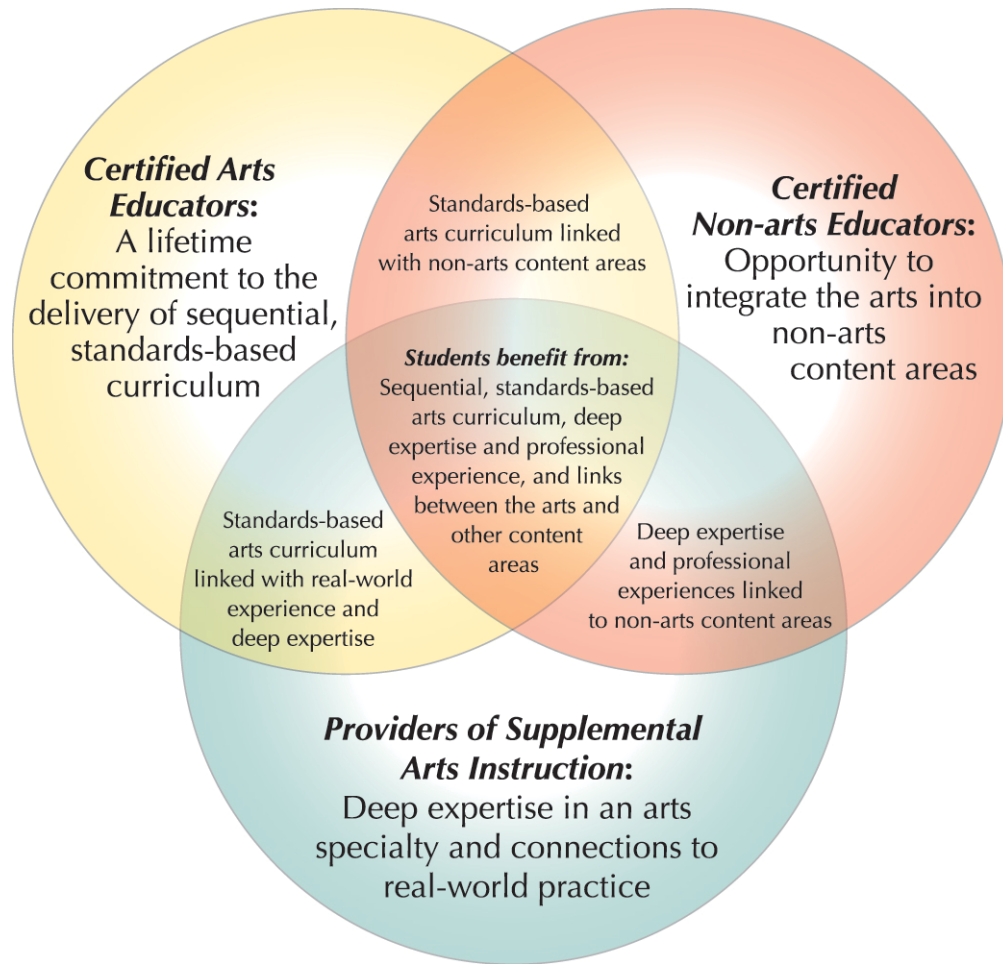 Certified Arts
Educators:
A lifetime
commitment to the
delivery of sequential,
standards-based
curriculum
Standards-based
arts curriculum linked
with non-arts content areas
Certified
Non-arts Educators:
Opportunity to
integrate the arts into
non-arts
content areas
Students benefit from:
Sequential, standards-based
arts curriculum, deep
expertise and professional
experience, and links
between the arts and
other content
areas
Standards-based
arts curriculum
linked with real-world
experience and
deep expertise
Deep expertise
and professional
experiences linked
to non-arts content areas
Providers of Supplemental
Arts Instruction:
Deep expertise in an arts
specialty and connections to
real-world practice